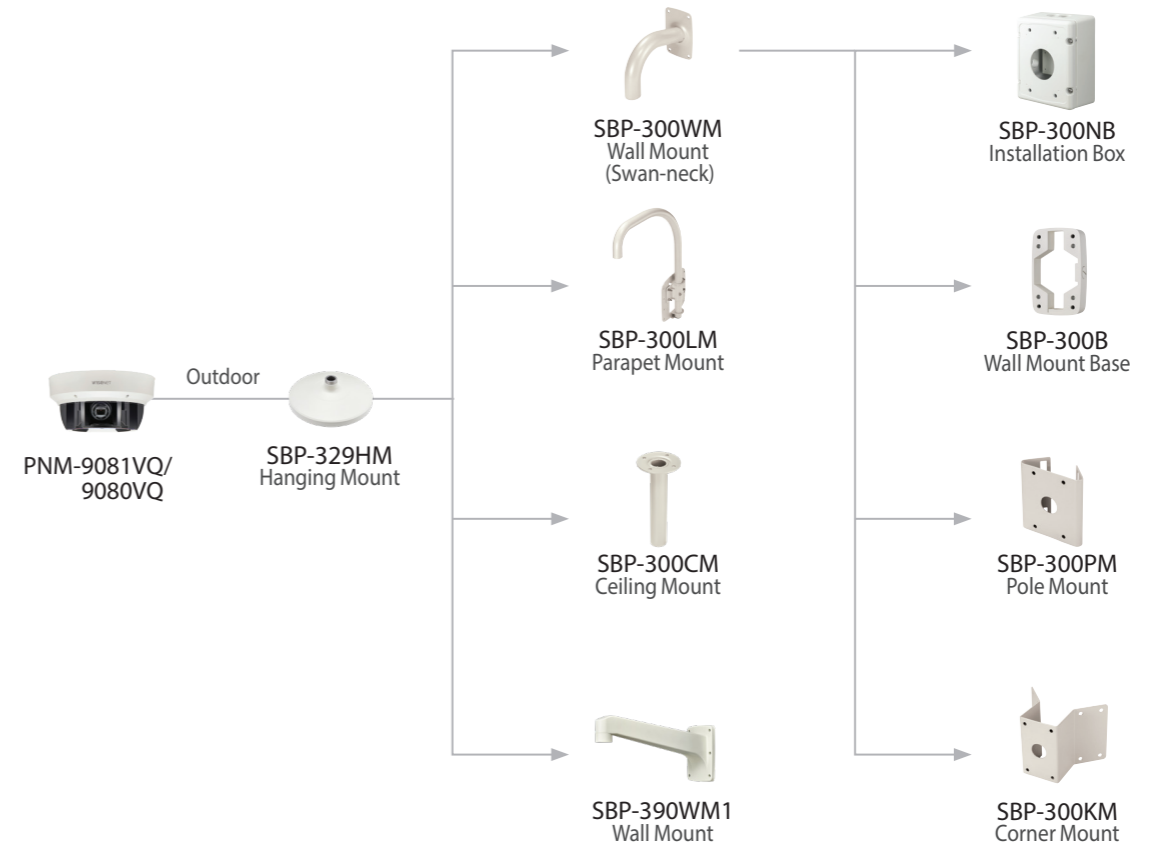 SBP-300WM
Wall Mount
(Swan-neck)
SBP-300NB
Installation Box
SBP-300LM
Parapet Mount
SBP-300B
Wall Mount Base
Outdoor
PNM-9081VQ/
9080VQ
SBP-329HM
Hanging Mount
SBP-300CM
Ceiling Mount
SBP-300PM
Pole Mount
SBP-390WM1
Wall Mount
SBP-300KM
Corner Mount